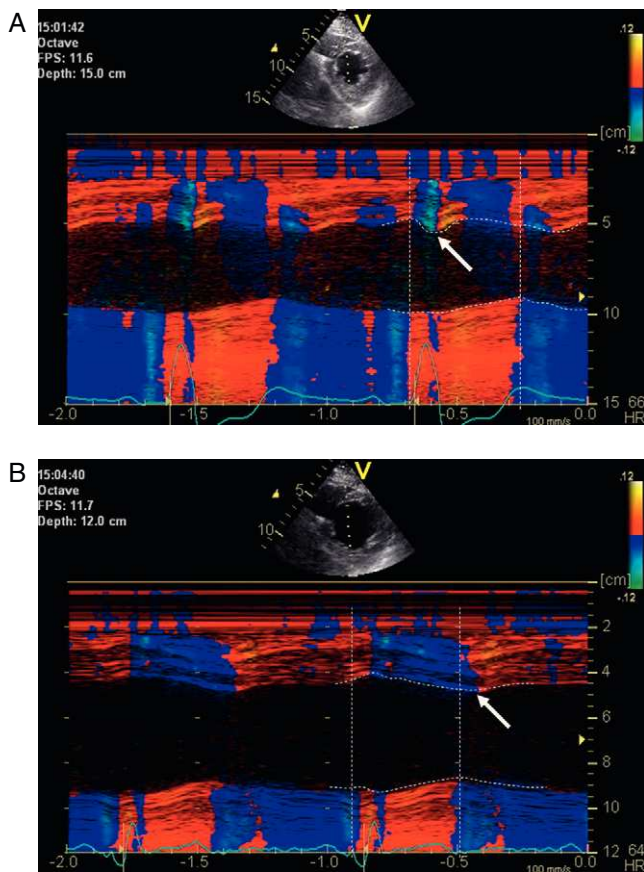 A
15:01:42
Octave
FPS: 11.6
Depth: 15.0 cm
V
5
10
15
.12
-.12
[cm]
5
10
15
66
HR
-2.0
-1.5
-1.0
-0.5
0.0
100 mm/s
B
15:04:40
Octave
FPS: 11.7
Depth: 12.0 cm
V
5
10
.12
-.12
[cm]
2
4
6
8
10
12
64
HR
-2.0
-1.5
-1.0
-0.5
0.0
100 mm/s